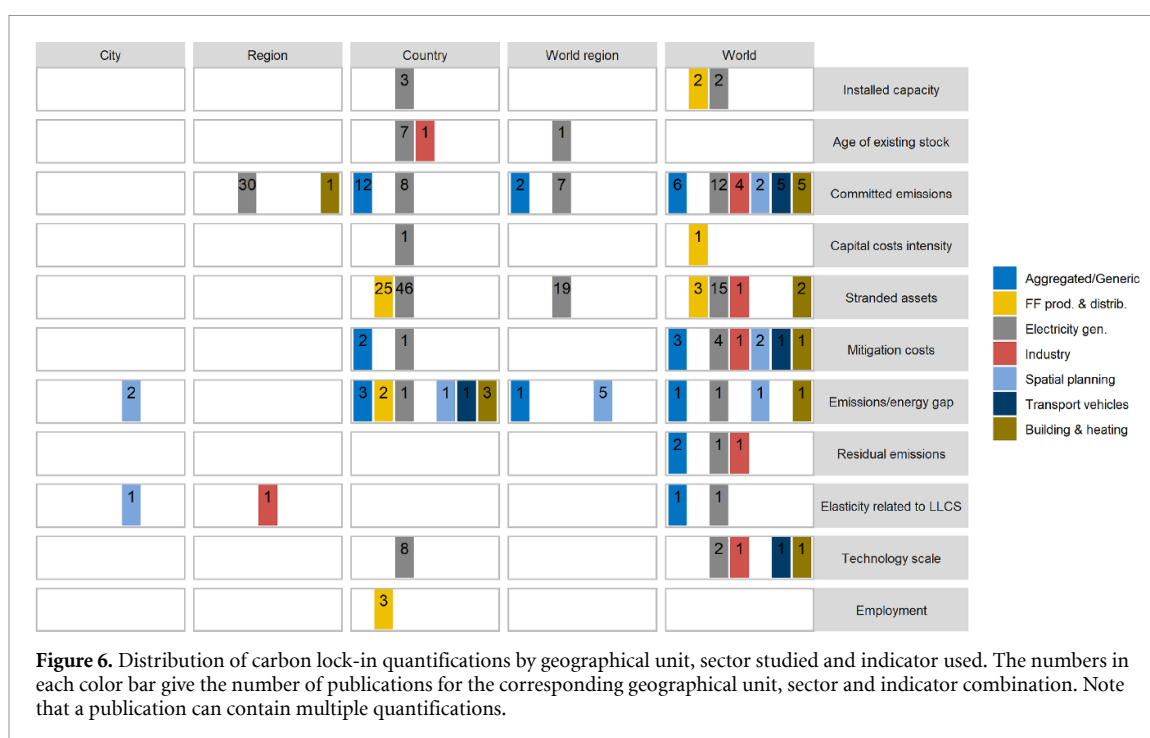 City Region Country World region World
3 2 2 Installed capacity
7 1 1 Age of existing stock
30 1 12 8 2 7 6 12 4 2 5 5 Committed emissions
1 1 Capital costs intensity
25 46 19 3 15 1 2 Stranded assets
2 1 3 4 1 2 1 1 Mitigation costs
2 3 2 1 1 1 3 1 5 1 1 1 1 Emissions/energy gap
2 1 1 Residual emissions
1 1 1 1 Elasticity related to LLCS
8 2 1 1 1 Technology scale
3 Employment
Aggregated/Generic
FF prod. & distrib.
Electricity gen.
Industry
Spatial planning
Transport vehicles
Building & heating
Figure 6. Distribution of carbon lock-in quantifications by geographical unit, sector studied and indicator used. The numbers in
each color bar give the number of publications for the corresponding geographical unit, sector and indicator combination. Note
that a publication can contain multiple quantifications.